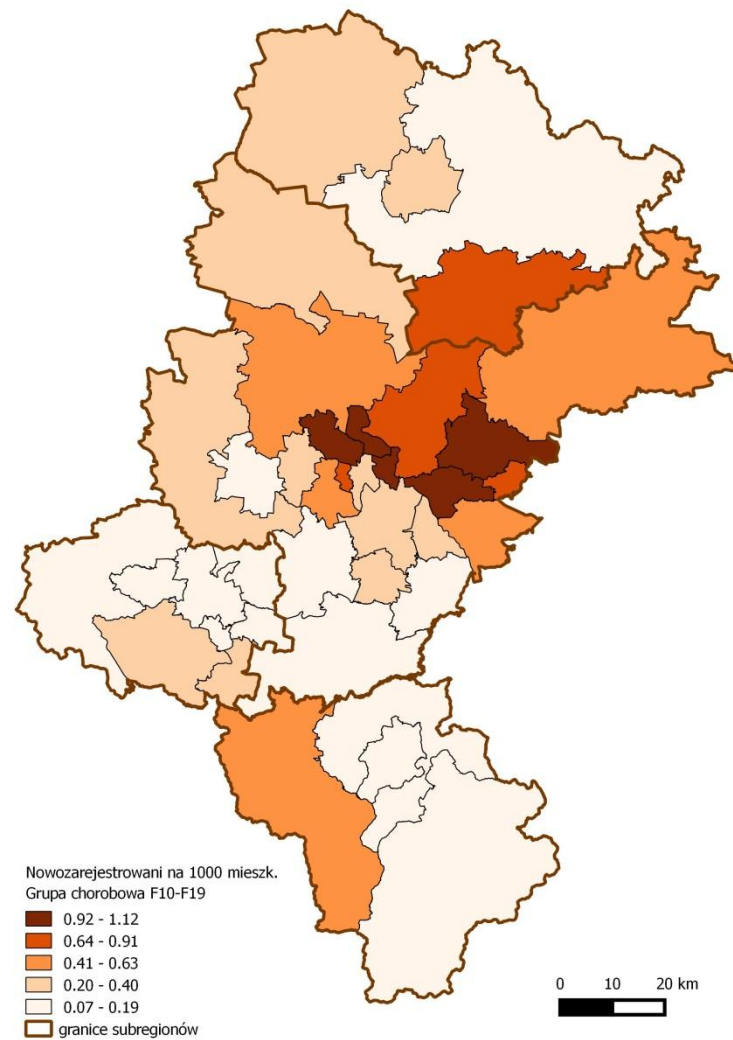 Nowozarejestrowani na 1000 mieszk.
Grupa chorobowa F10-F19
0.92 - 1.12
0.64 - 0.91
0.41 - 0.63
0.20 - 0.40
0.07 - 0.19
granice subregionów
0 10 20 km